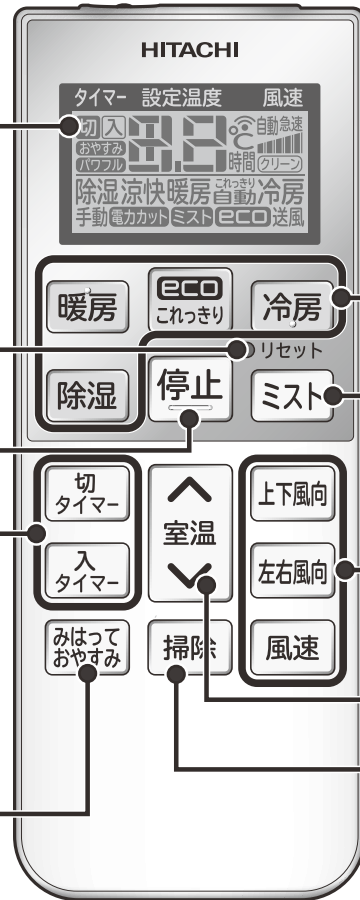 HITACHI
タイマー 設定温度 風速
切 入 8.8 ℃ 自動 急速
おやすみ
パワフル 時間 クリーン
除湿 涼快 暖房 これっきり自動 冷房
手動 電力カット ミスト eco 送風
暖房
eco
これっきり
冷房
リセット
除湿
停止
ミスト
切
タイマー
室温
上下風向
入
タイマー
左右風向
みはって
おやすみ
掃除
風速